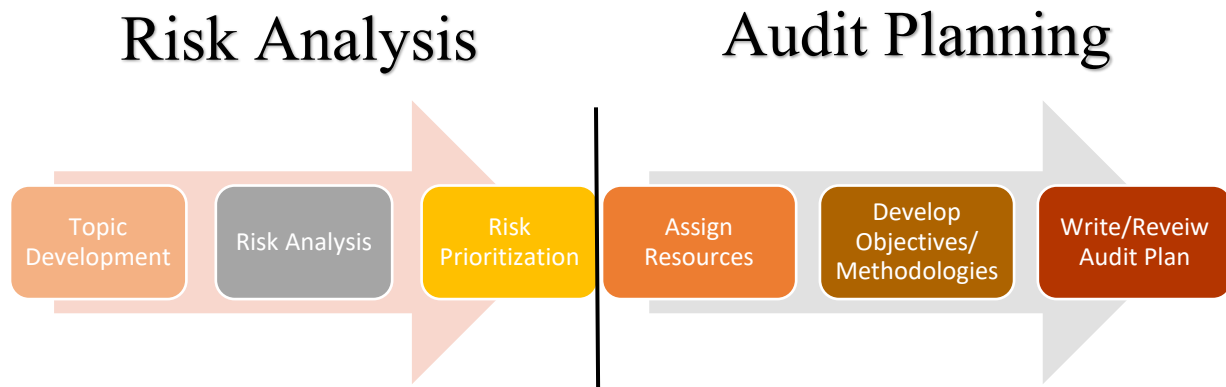 Risk Analysis
Audit Planning
Topic
Development
Risk Analysis
Risk
Prioritization
Assign
Resources
Develop
Objectives/
Methodologies
Write/Reveiw
Audit Plan